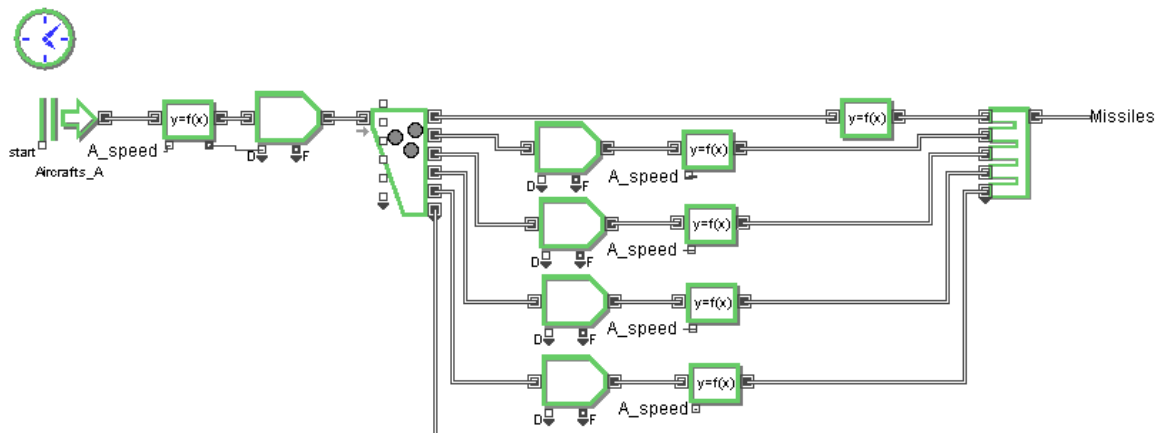 y=f(x)
y=f(x)
Missiles
start
A_speed
D
F
Aircrafts_A
y=f(x)
D
F
A_speed
y=f(x)
D
F
A_speed
y=f(x)
D
F
A_speed
y=f(x)
D
F
A_speed